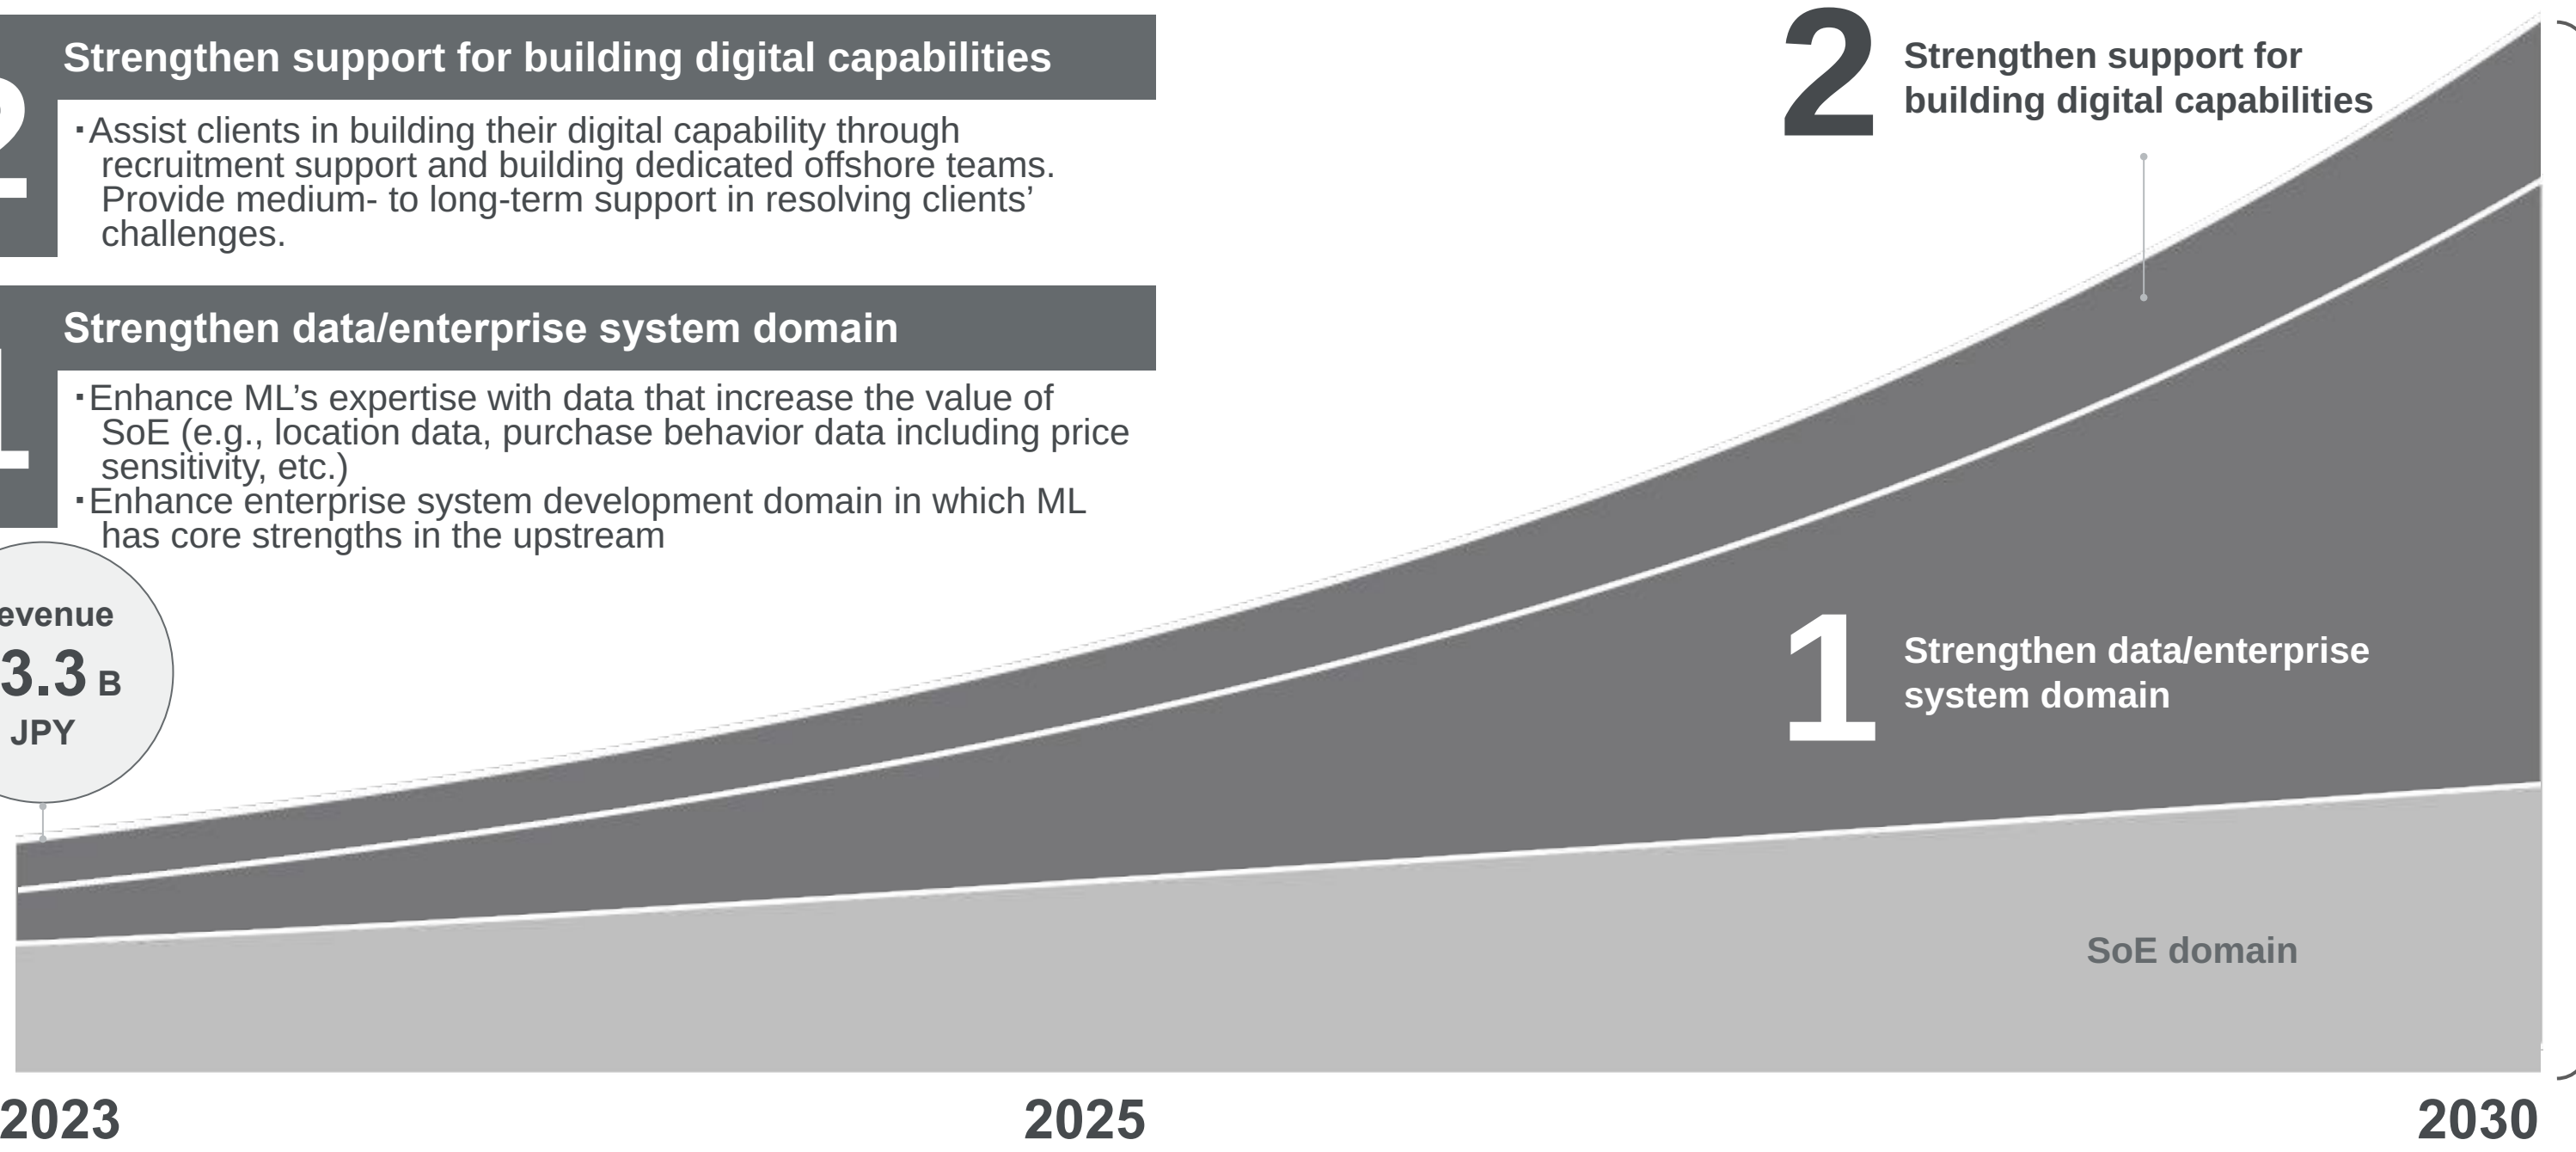 2
Strengthen support for building digital capabilities
▪Assist clients in building their digital capability through
recruitment support and building dedicated offshore teams.
Provide medium- to long-term support in resolving clients’
challenges.
1
Strengthen data/enterprise system domain
▪Enhance ML’s expertise with data that increase the value of
SoE (e.g., location data, purchase behavior data including price
sensitivity, etc.)
▪Enhance enterprise system development domain in which ML
has core strengths in the upstream
evenue
3.3 B
JPY
2
Strengthen support for
building digital capabilities
1
Strengthen data/enterprise
system domain
SoE domain
2023
2025
2030